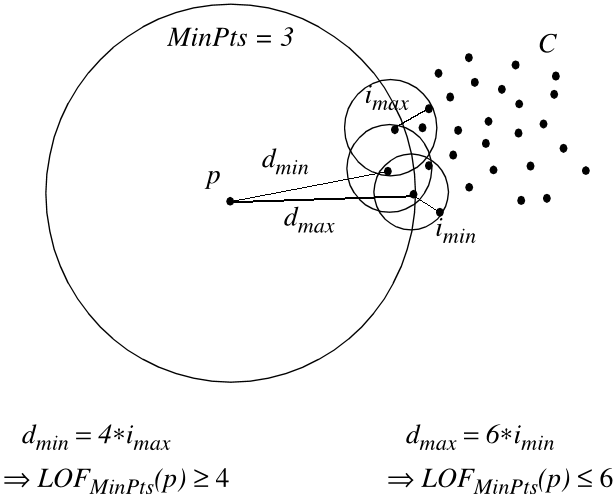 MinPts = 3
C
i_max
d_min
p
d_max
i_min
d_min = 4*i_max
⇒ LOF_MinPts(p) ≥ 4
d_max = 6*i_min
⇒ LOF_MinPts(p) ≤ 6